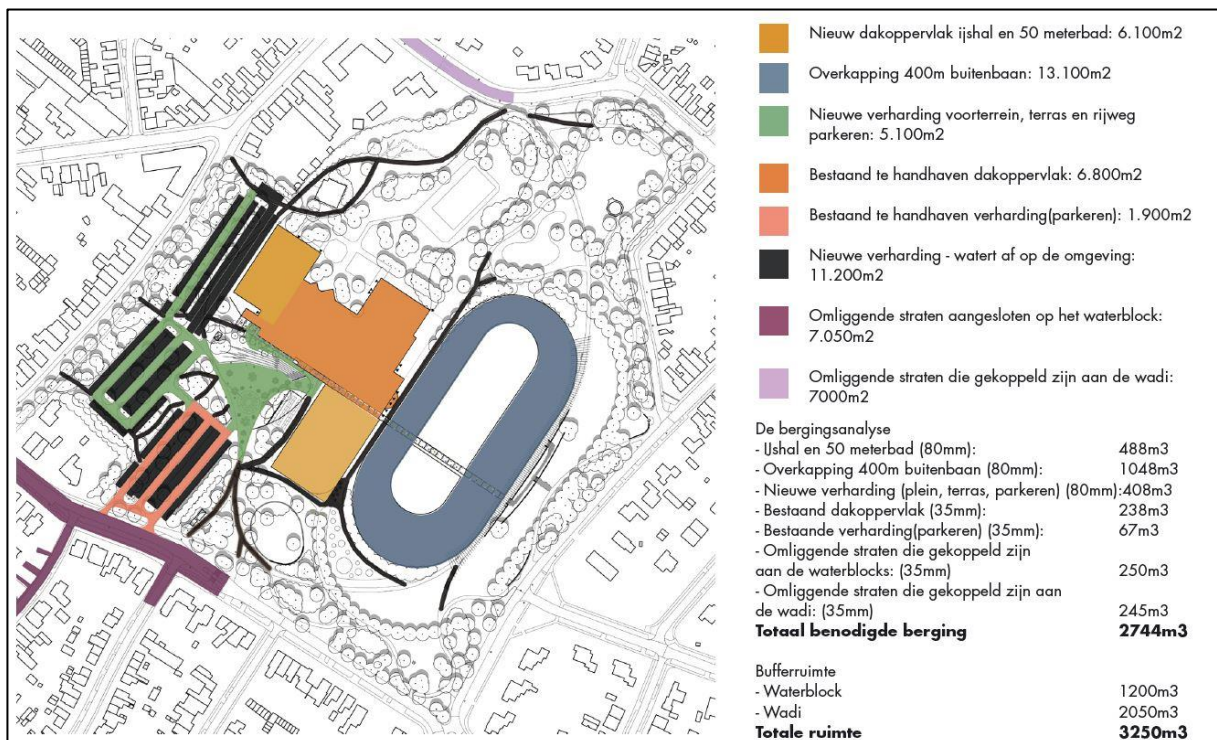 Nieuw dakoppervlak ijshal en 50 meterbad: 6.100m2
Overkapping 400m buitenbaan: 13.100m2
Nieuwe verharding voorterrein, terras en rijweg
parkeren: 5.100m2
Bestaand te handhaven dakoppervlak: 6.800m2
Bestaand te handhaven verharding(parkeren): 1.900m2
Nieuwe verharding - watert af op de omgeving:
11.200m2
Omliggende straten aangesloten op het waterblock:
7.050m2
Omliggende straten die gekoppeld zijn aan de wadi:
7000m2
De bergingsanalyse
- IJshal en 50 meterbad (80mm): 488m3
- Overkapping 400m buitenbaan (80mm): 1048m3
- Nieuwe verharding (plein, terras, parkeren) (80mm):408m3
- Bestaand dakoppervlak (35mm): 238m3
- Bestaande verharding(parkeren) (35mm): 67m3
- Omliggende straten die gekoppeld zijn
aan de waterblocks: (35mm) 250m3
- Omliggende straten die gekoppeld zijn aan
de wadi: (35mm) 245m3
Totaal benodigde berging 2744m3
Bufferruimte
- Waterblock 1200m3
- Wadi 2050m3
Totale ruimte 3250m3